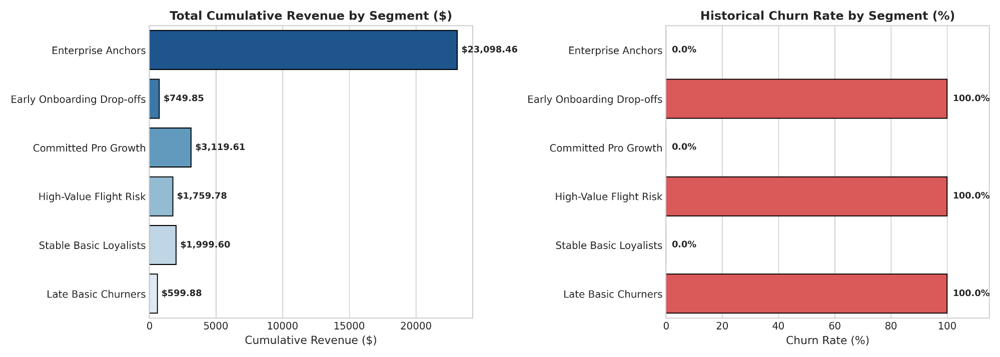 Total Cumulative Revenue by Segment ($)
Enterprise Anchors
$23,098.46
Early Onboarding Drop-offs
$749.85
Committed Pro Growth
$3,119.61
High-Value Flight Risk
$1,759.78
Stable Basic Loyalists
$1,999.60
Late Basic Churners
$599.88
0 5000 10000 15000 20000
Cumulative Revenue ($)
Historical Churn Rate by Segment (%)
Enterprise Anchors
0.0%
Early Onboarding Drop-offs
100.0%
Committed Pro Growth
0.0%
High-Value Flight Risk
100.0%
Stable Basic Loyalists
0.0%
Late Basic Churners
100.0%
0 20 40 60 80 100
Churn Rate (%)